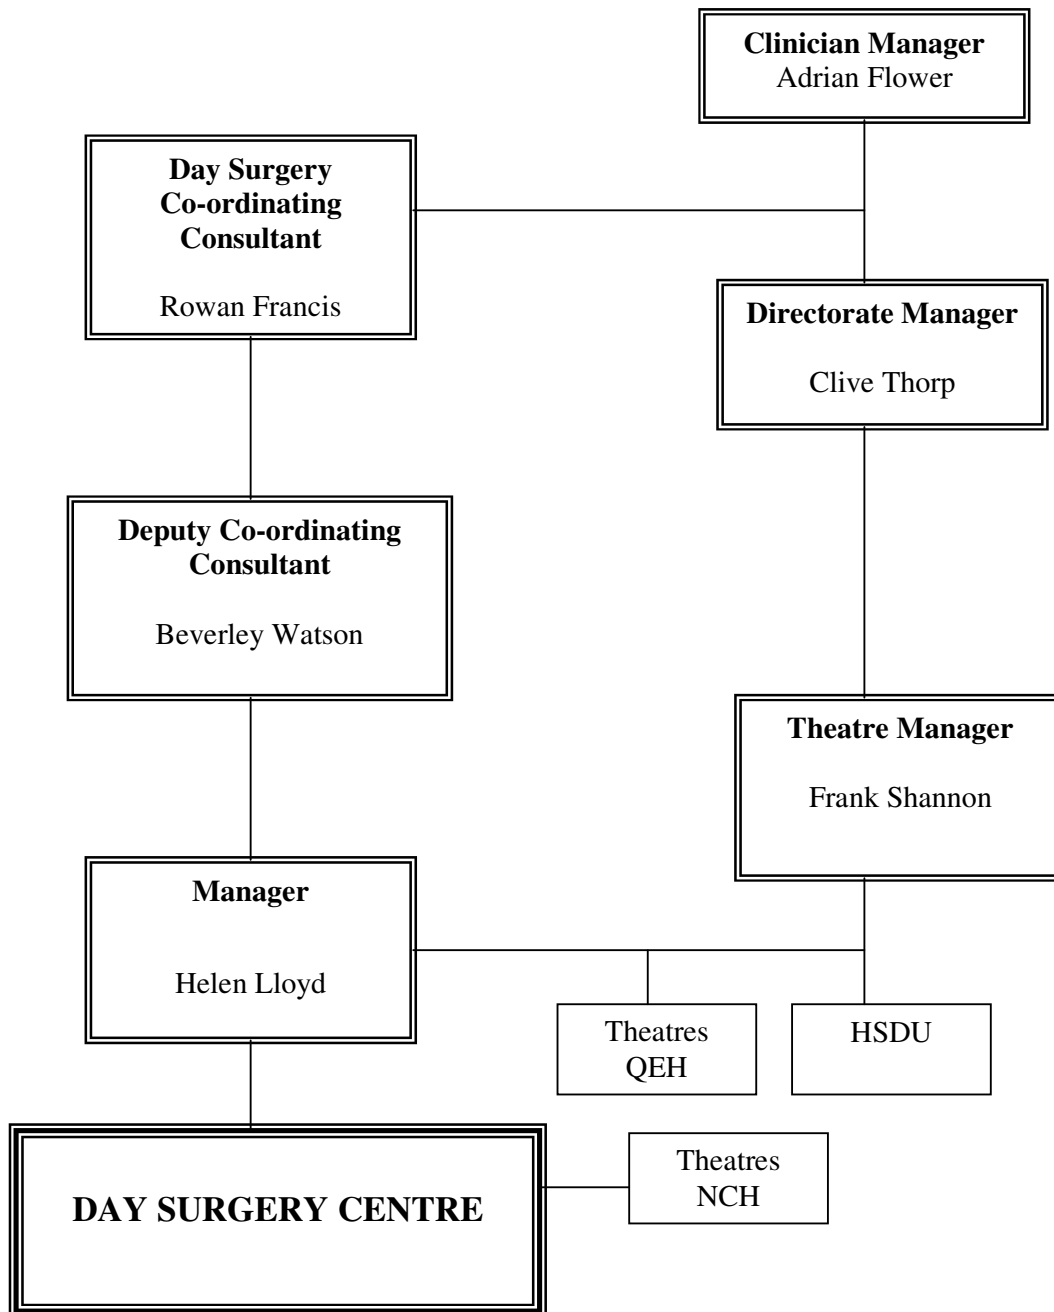 Clinician Manager
Adrian Flower
Day Surgery
Co-ordinating
Consultant
Rowan Francis
Directorate Manager
Clive Thorp
Deputy Co-ordinating
Consultant
Beverley Watson
Theatre Manager
Frank Shannon
Manager
Helen Lloyd
Theatres
QEH
HSDU
Theatres
NCH
DAY SURGERY CENTRE